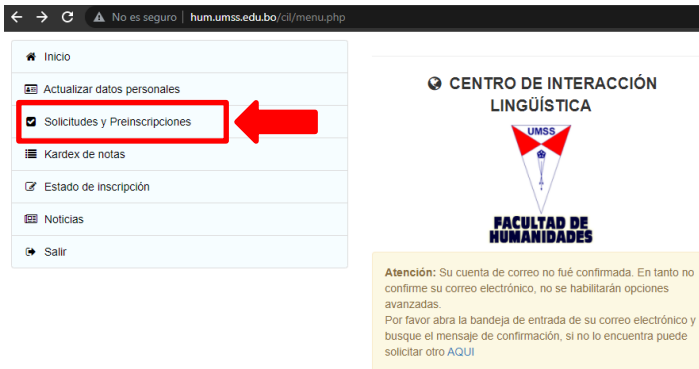 No es seguro | hum.umss.edu.bo/cil/menu.php
Inicio
Actualizar datos personales
Solicitudes y Preinscripciones
Kardex de notas
Estado de inscripción
Noticias
Salir
CENTRO DE INTERACCIÓN
LINGÜÍSTICA
UMSS
FACULTAD DE
HUMANIDADES
Atención: Su cuenta de correo no fué confirmada. En tanto no
confirme su correo electrónico, no se habilitarán opciones
avanzadas.
Por favor abra la bandeja de entrada de su correo electrónico y
busque el mensaje de confirmación, si no lo encuentra puede
solicitar otro AQUI